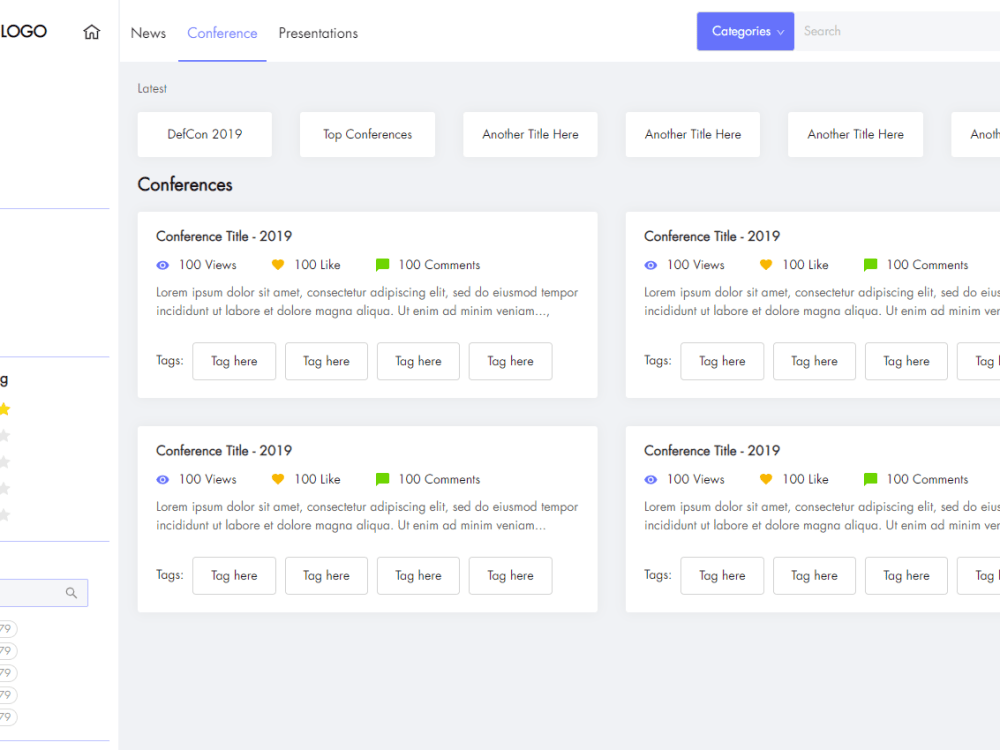 LOGO
News Conference Presentations
Categories
Search
Latest
DefCon 2019
Top Conferences
Another Title Here
Another Title Here
Another Title Here
Anoth
Conferences
Conference Title - 2019
100 Views 100 Like 100 Comments
Lorem ipsum dolor sit amet, consectetur adipiscing elit, sed do eiusmod tempor
incididunt ut labore et dolore magna aliqua. Ut enim ad minim veniam...,
Tags: Tag here Tag here Tag here Tag here
Conference Title - 2019
100 Views 100 Like 100 Comments
Lorem ipsum dolor sit amet, consectetur adipiscing elit, sed do eius
incididunt ut labore et dolore magna aliqua. Ut enim ad minim ven
Tags: Tag here Tag here Tag here Tag
Conference Title - 2019
100 Views 100 Like 100 Comments
Lorem ipsum dolor sit amet, consectetur adipiscing elit, sed do eiusmod tempor
incididunt ut labore et dolore magna aliqua. Ut enim ad minim veniam...
Tags: Tag here Tag here Tag here Tag here
Conference Title - 2019
100 Views 100 Like 100 Comments
Lorem ipsum dolor sit amet, consectetur adipiscing elit, sed do eius
incididunt ut labore et dolore magna aliqua. Ut enim ad minim ven
Tags: Tag here Tag here Tag here Tag
g
79
79
79
79
79